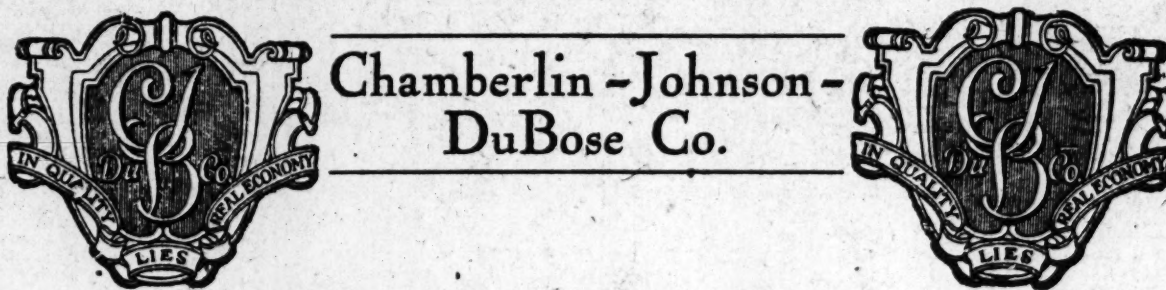 CJ
DuB Co.
IN QUALITY LIES REAL ECONOMY
Chamberlin - Johnson -
DuBose Co.
CJ
DuB Co.
IN QUALITY LIES REAL ECONOMY